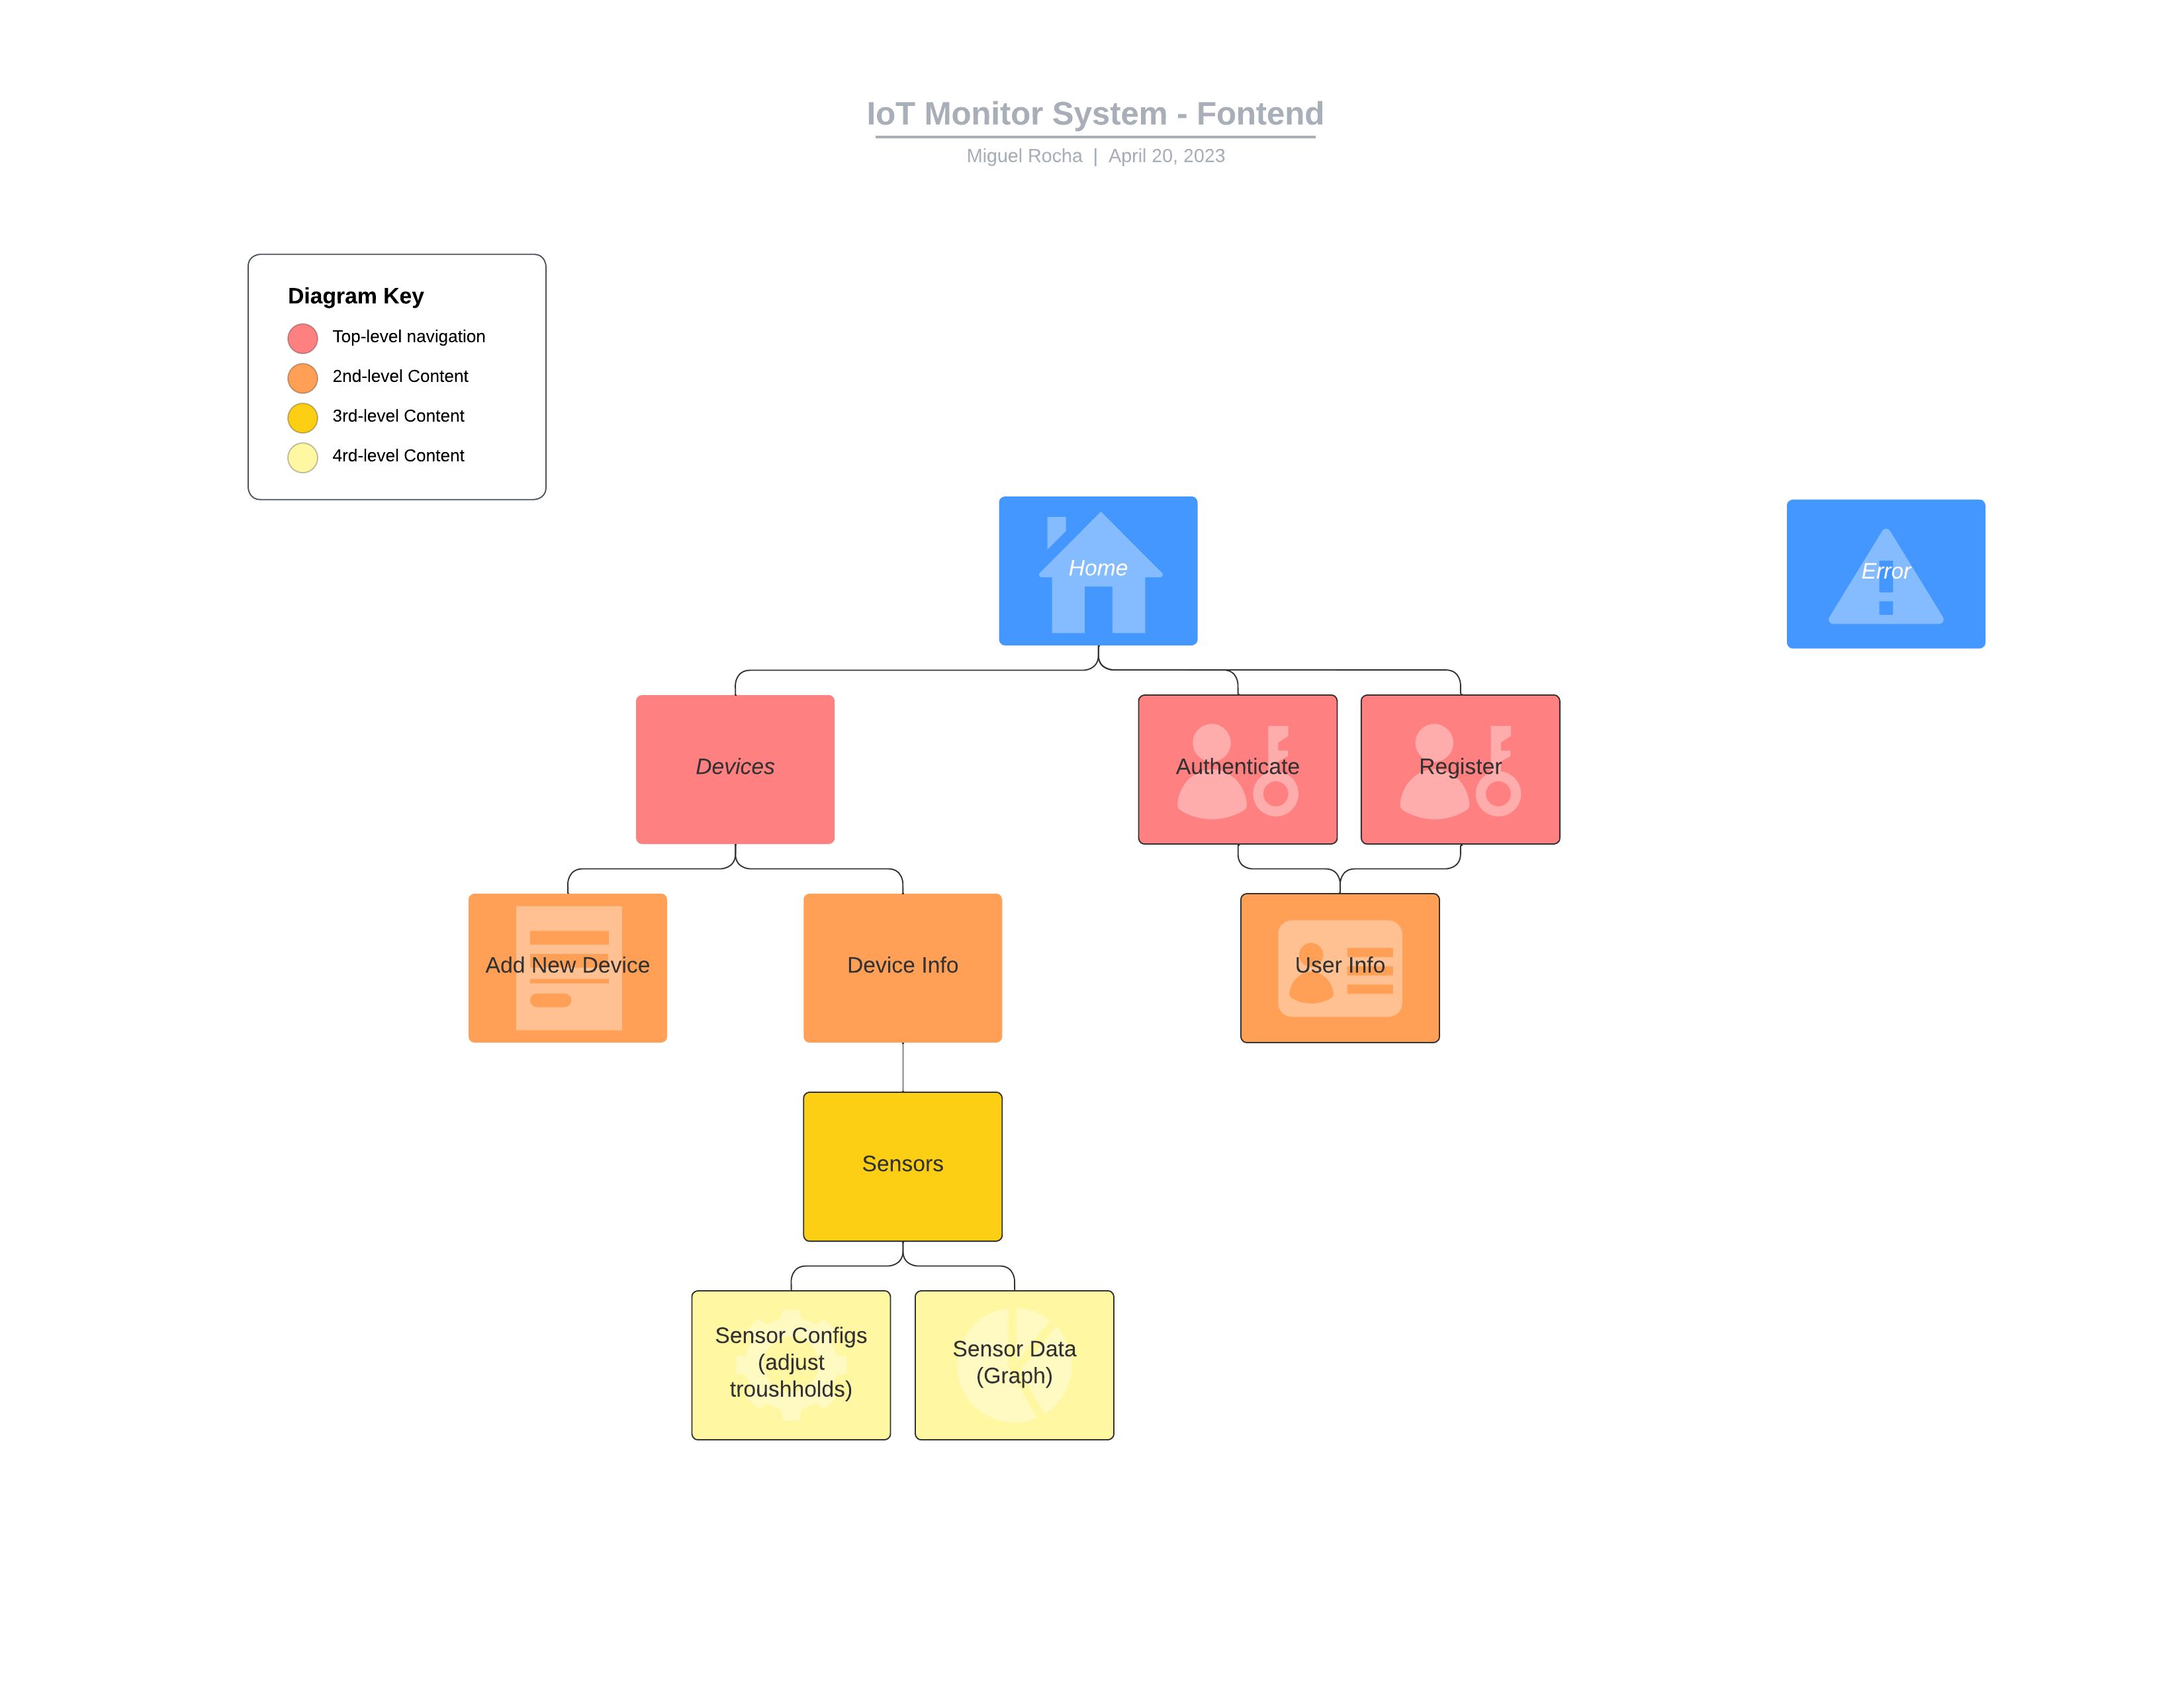 IoT Monitor System - Fontend
Miguel Rocha | April 20, 2023
Diagram Key
Top-level navigation
2nd-level Content
3rd-level Content
4rd-level Content
Home
Error
Devices
Authenticate
Register
Add New Device
Device Info
User Info
Sensors
Sensor Configs
(adjust
troushholds)
Sensor Data
(Graph)